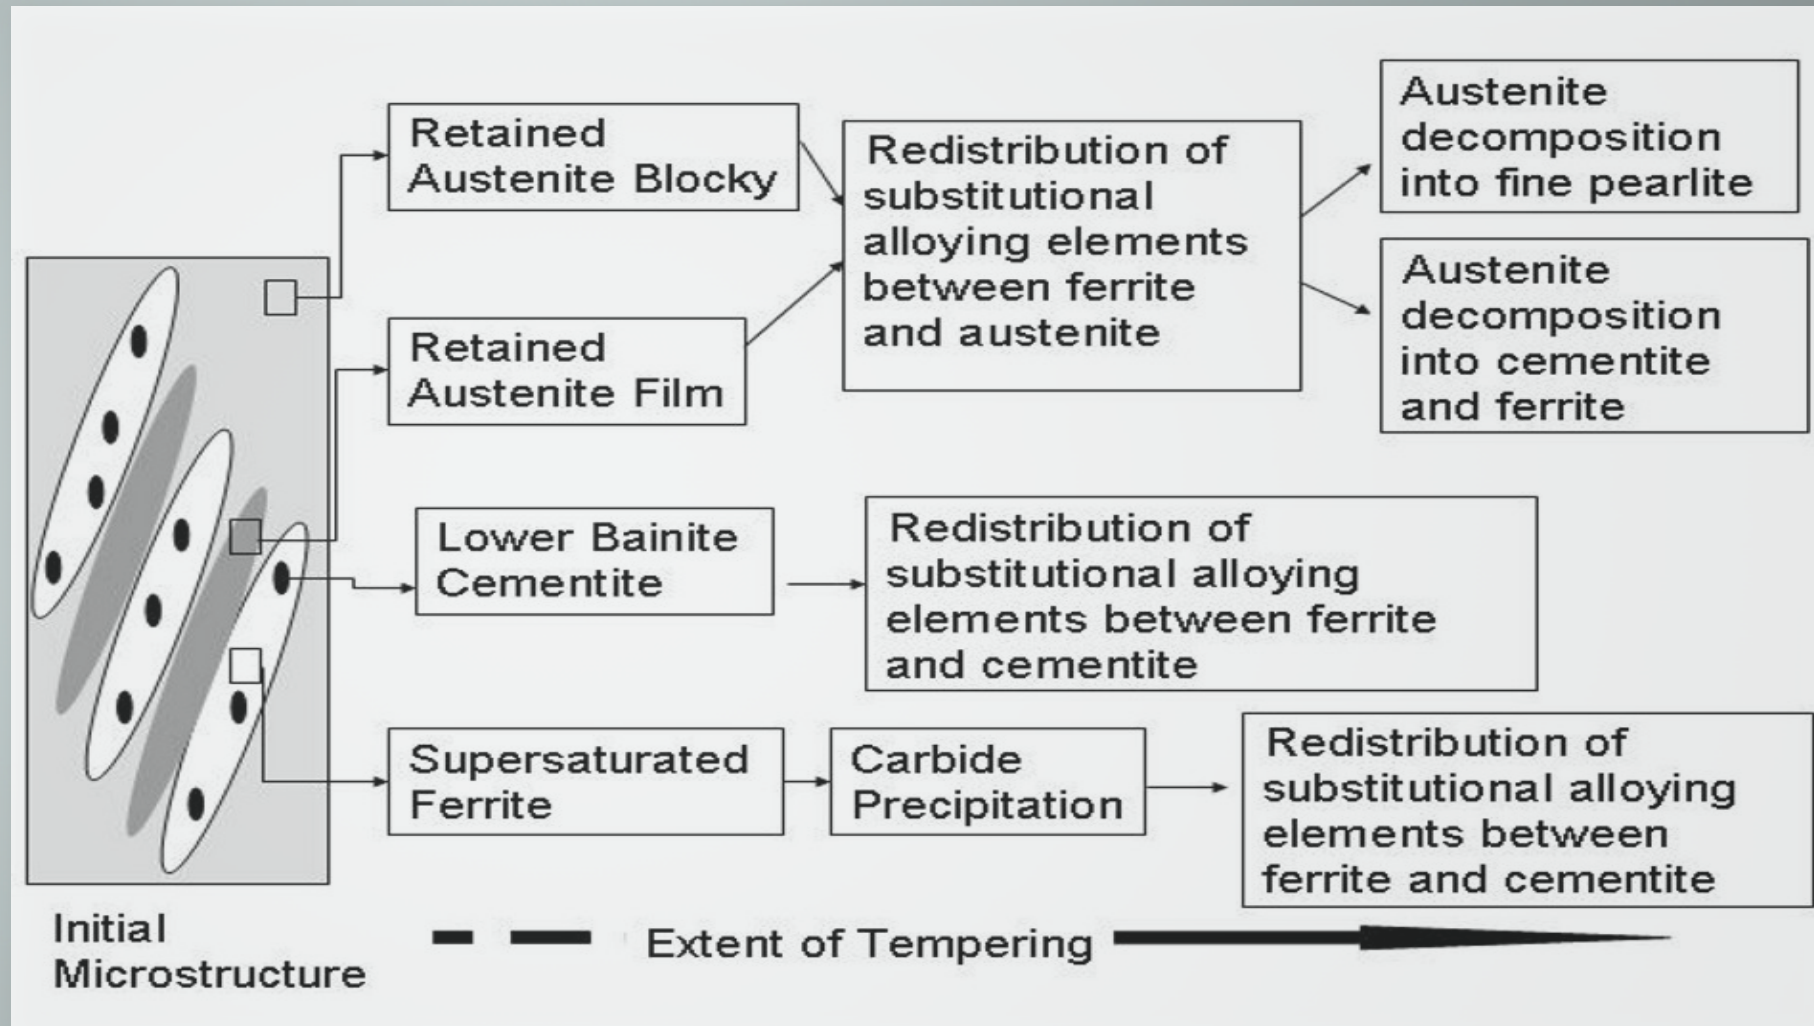 Retained
Austenite Blocky
Redistribution of
substitutional
alloying elements
between ferrite
and austenite
Austenite
decomposition
into fine pearlite
Retained
Austenite Film
Austenite
decomposition
into cementite
and ferrite
Lower Bainite
Cementite
Redistribution of
substitutional alloying
elements between ferrite
and cementite
Supersaturated
Ferrite
Carbide
Precipitation
Redistribution of
substitutional alloying
elements between
ferrite and cementite
Initial
Microstructure
Extent of Tempering